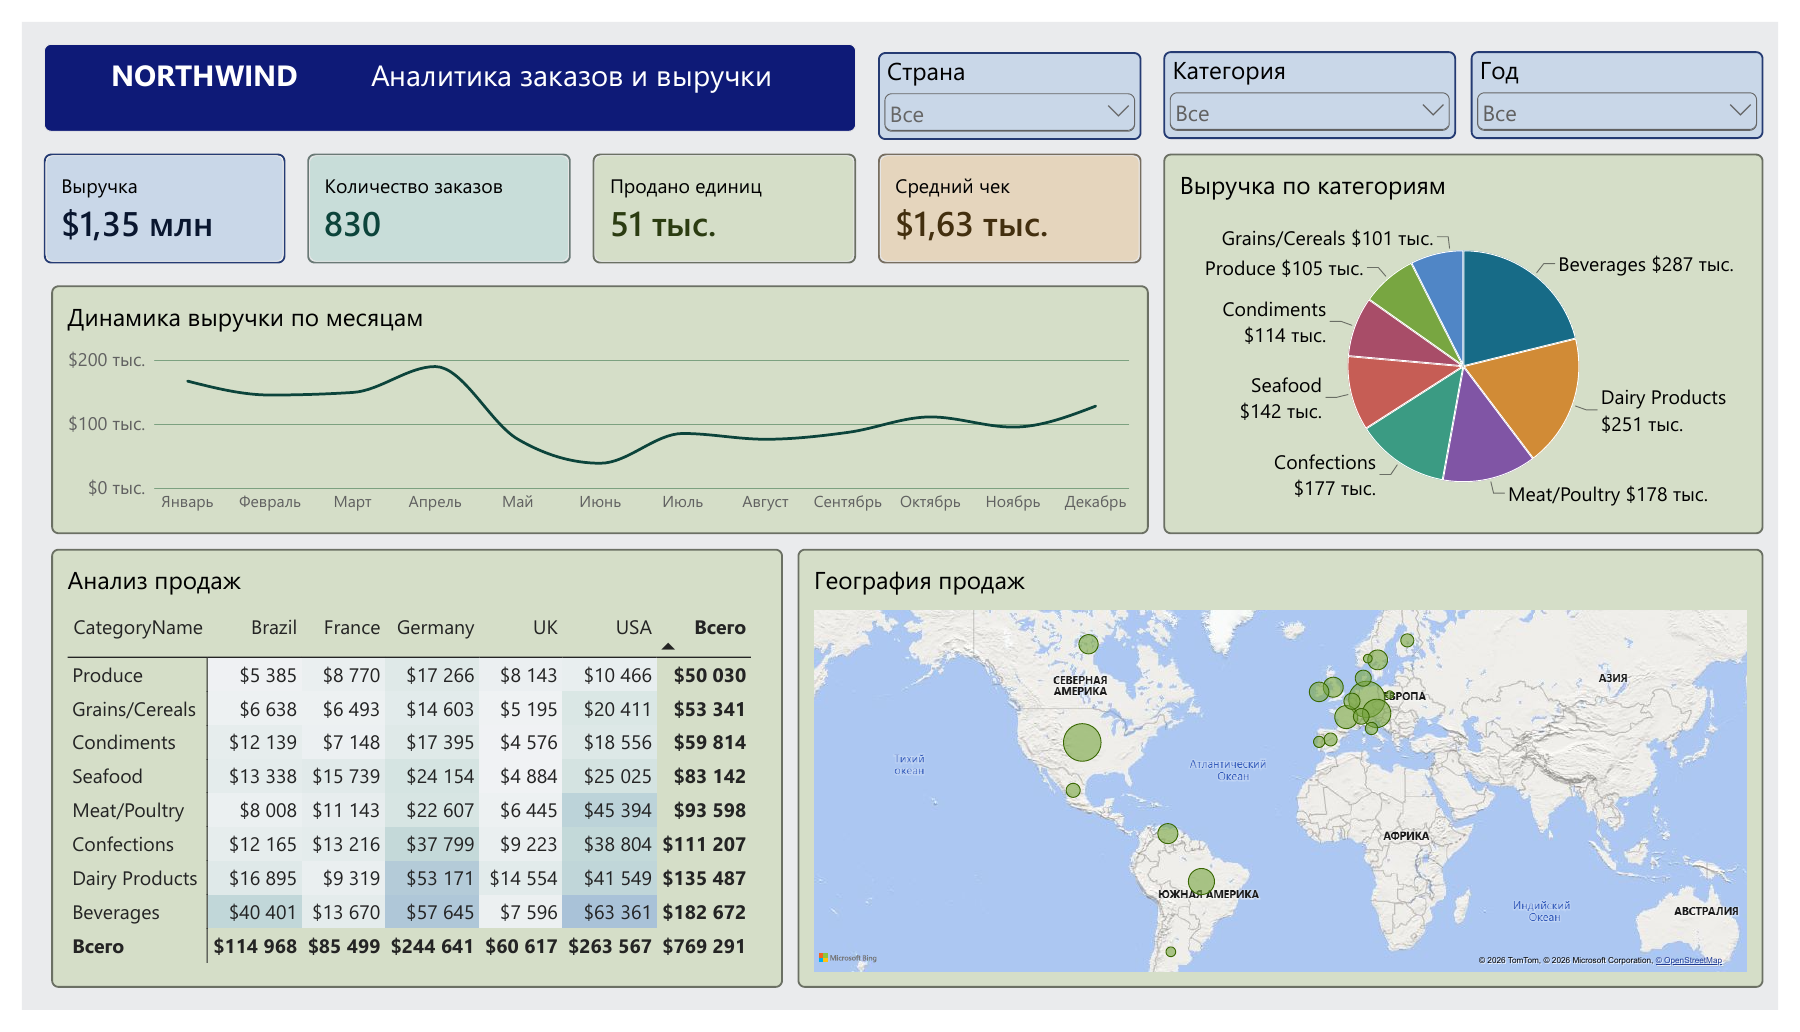 NORTHWIND Аналитика заказов и выручки
Страна
Все
Категория
Все
Год
Все
Выручка
$1,35 млн
Количество заказов
830
Продано единиц
51 тыс.
Средний чек
$1,63 тыс.
Выручка по категориям
Grains/Cereals $101 тыс.
Produce $105 тыс.
Beverages $287 тыс.
Condiments
$114 тыс.
Seafood
$142 тыс.
Dairy Products
$251 тыс.
Confections
$177 тыс.
Meat/Poultry $178 тыс.
Динамика выручки по месяцам
$200 тыс.
$100 тыс.
$0 тыс.
Январь Февраль Март Апрель Май Июнь Июль Август Сентябрь Октябрь Ноябрь Декабрь
Анализ продаж
CategoryName Brazil France Germany UK USA Всего
Produce $5 385 $8 770 $17 266 $8 143 $10 466 $50 030
Grains/Cereals $6 638 $6 493 $14 603 $5 195 $20 411 $53 341
Condiments $12 139 $7 148 $17 395 $4 576 $18 556 $59 814
Seafood $13 338 $15 739 $24 154 $4 884 $25 025 $83 142
Meat/Poultry $8 008 $11 143 $22 607 $6 445 $45 394 $93 598
Confections $12 165 $13 216 $37 799 $9 223 $38 804 $111 207
Dairy Products $16 895 $9 319 $53 171 $14 554 $41 549 $135 487
Beverages $40 401 $13 670 $57 645 $7 596 $63 361 $182 672
Всего $114 968 $85 499 $244 641 $60 617 $263 567 $769 291
География продаж
СЕВЕРНАЯ
АМЕРИКА
ЕВРОПА
АЗИЯ
Тихий
океан
Атлантический
Океан
АФРИКА
ЮЖНАЯ АМЕРИКА
Индийский
Океан
АВСТРАЛИЯ
Microsoft Bing
© 2026 TomTom, © 2026 Microsoft Corporation, © OpenStreetMap